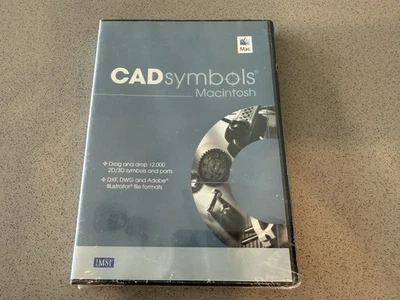 Mac
CADsymbols®
Macintosh
Drag and drop 12,000
2D/3D symbols and parts
DXF, DWG and Adobe®
Illustrator® file formats
IMSI